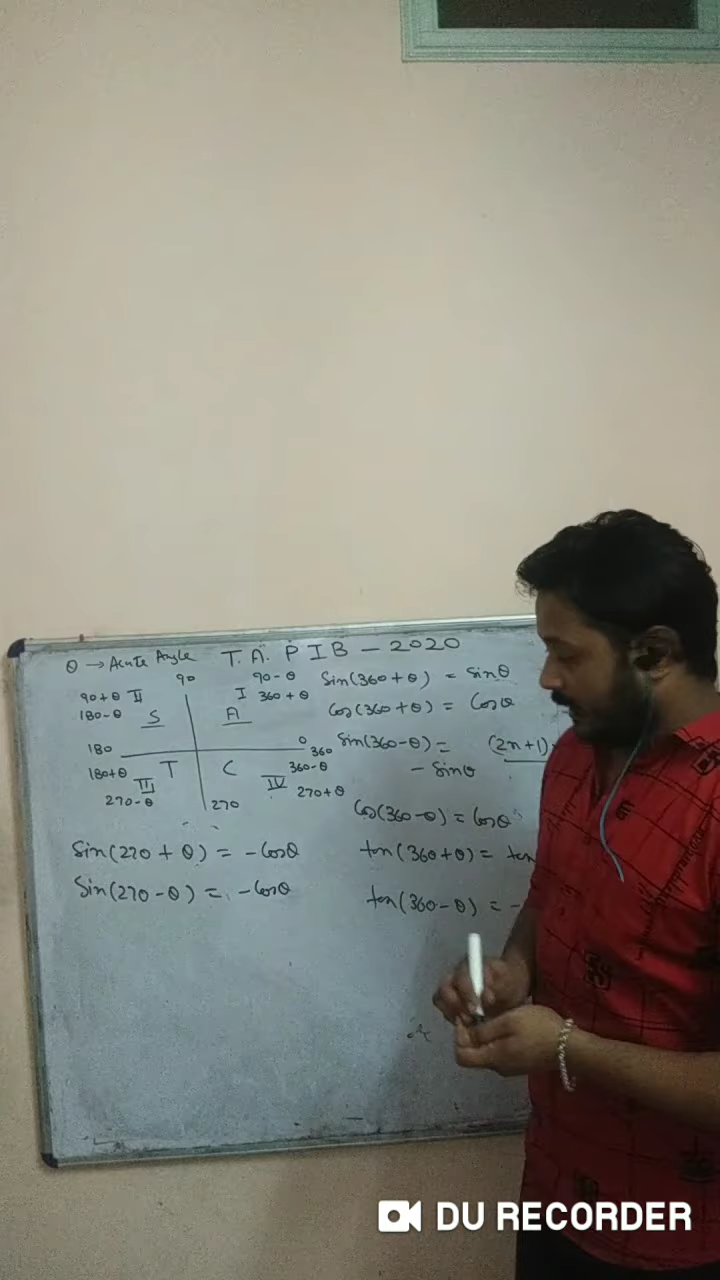 θ → Acute Angle T.A. P I B - 2020
90
90+θ II
180-θ
S
I
90 - θ
360 + θ
A
180
0
360
180+θ
III
270-θ
T
C
360-θ
IV
270+θ
270
Sin(270 + θ) = - Cosθ
Sin(270 - θ) = - Cosθ
Sin(360 + θ) = Sinθ
Cos(360 + θ) = Cosθ
Sin(360 - θ) = (2n+1)
- Sinθ
Cos(360 - θ) = Cosθ
tan(360 + θ) = tan
tan(360 - θ) = -
DU RECORDER